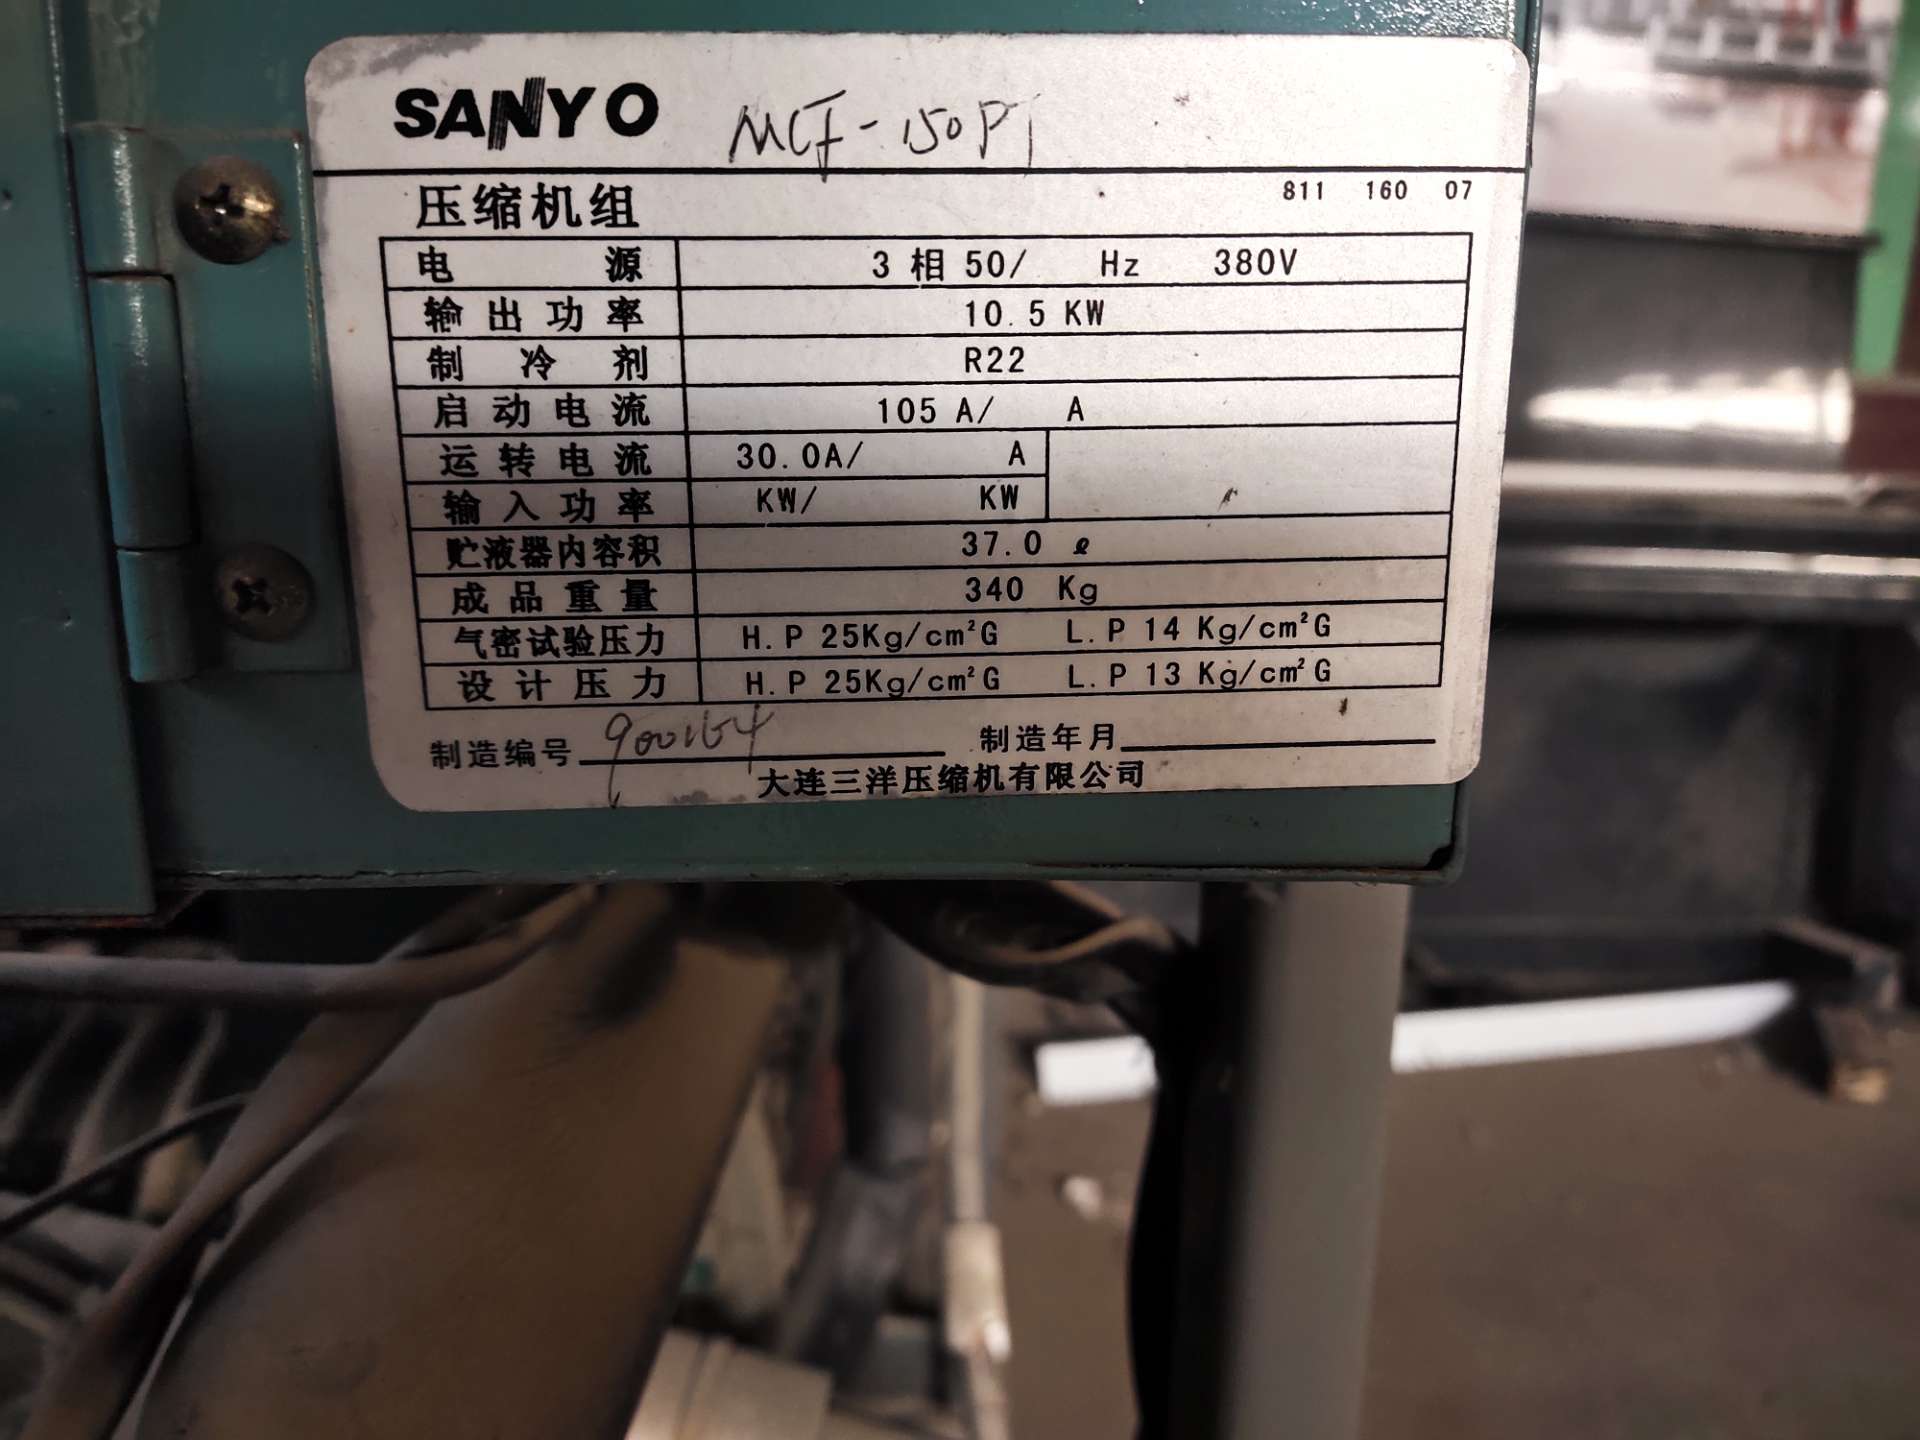 SANYO MCF-150P1
压缩机组 811 160 07
电源 3 相 50/ Hz 380V
输出功率 10.5 KW
制冷剂 R22
启动电流 105 A/ A
运转电流 30.0A/ A
输入功率 KW/ KW
贮液器内容积 37.0 ℓ
成品重量 340 Kg
气密试验压力 H.P 25Kg/cm²G L.P 14 Kg/cm²G
设计压力 H.P 25Kg/cm²G L.P 13 Kg/cm²G
制造编号 900164 制造年月
大连三洋压缩机有限公司